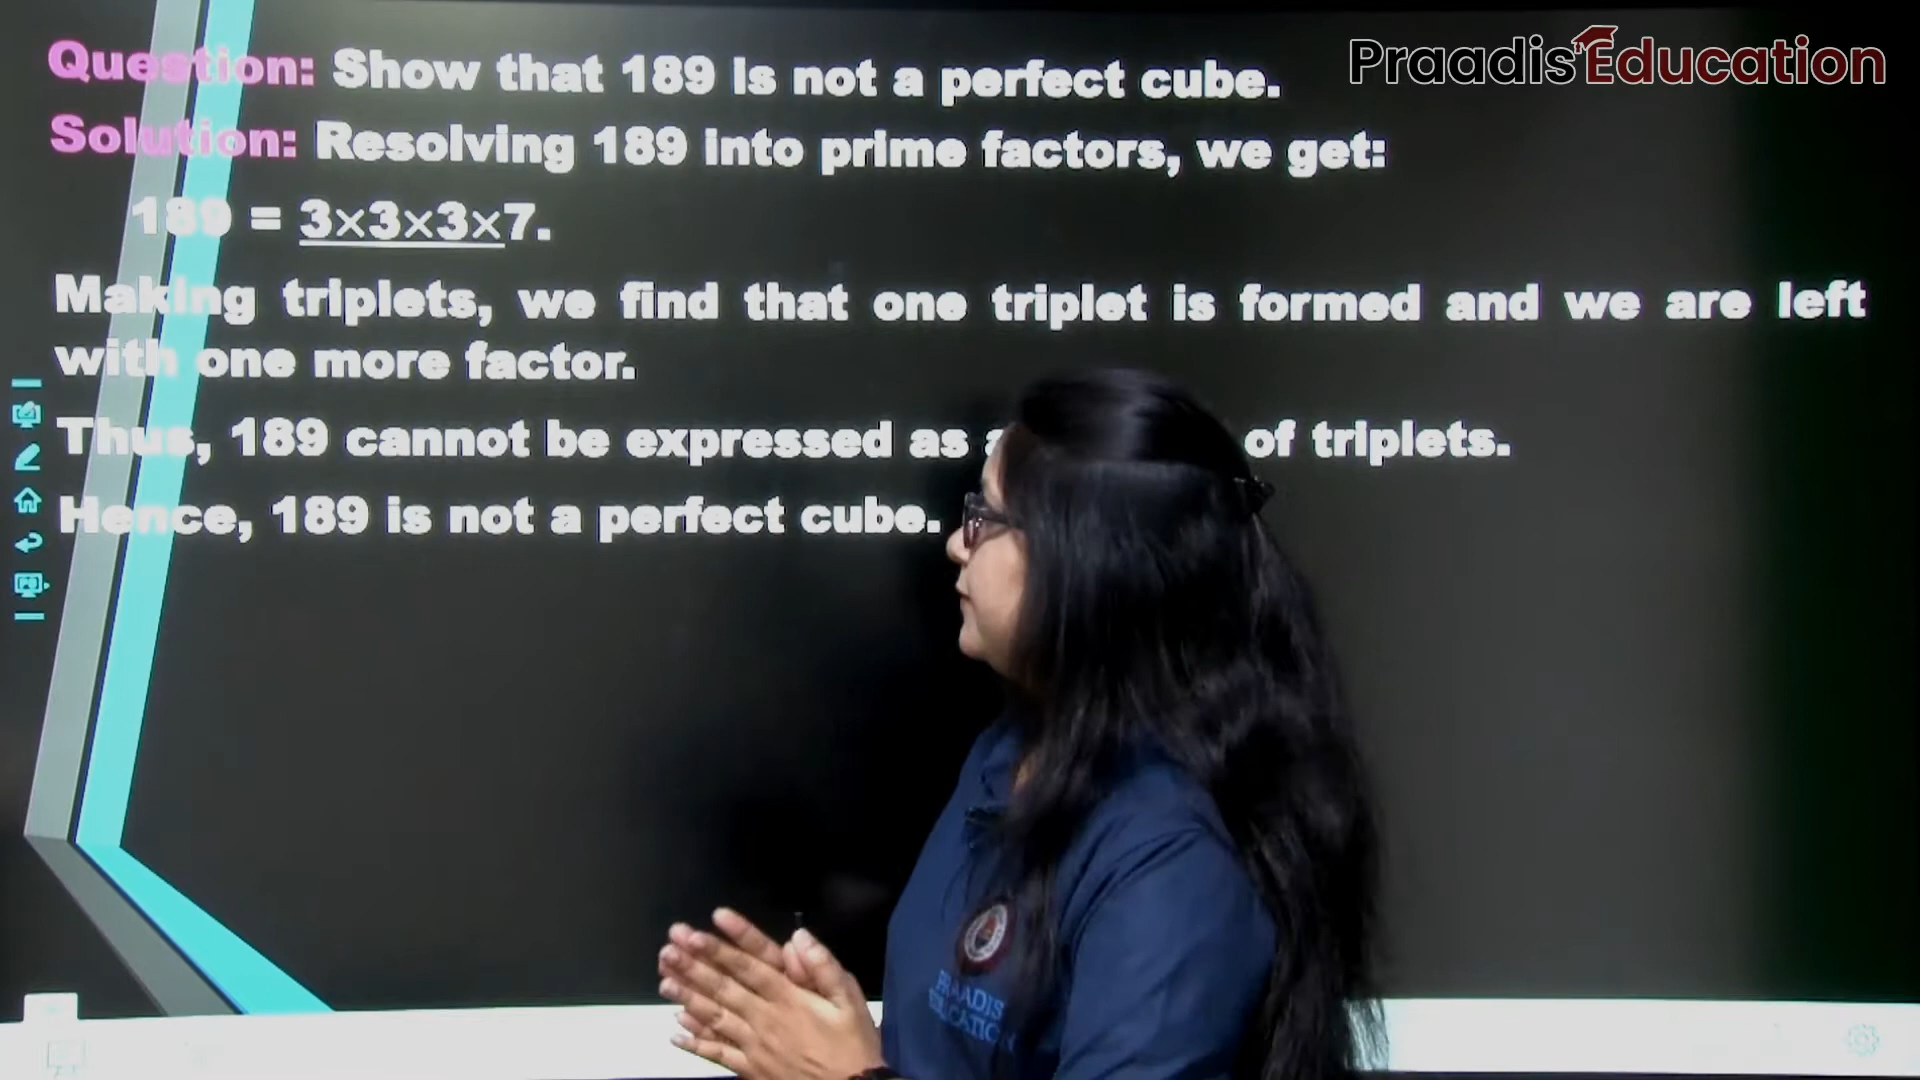 Praadis Education
Question: Show that 189 is not a perfect cube.
Solution: Resolving 189 into prime factors, we get:
189 = 3×3×3×7.
Making triplets, we find that one triplet is formed and we are left
with one more factor.
Thus, 189 cannot be expressed as a of triplets.
Hence, 189 is not a perfect cube.
PRAADIS
EDUCATION